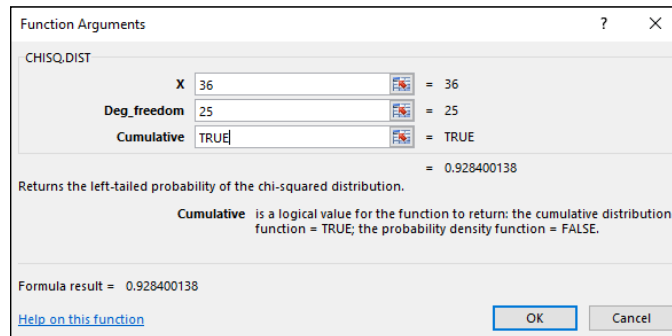 Function Arguments ? ×
CHISQ.DIST
X 36 = 36
Deg_freedom 25 = 25
Cumulative TRUE = TRUE
= 0.928400138
Returns the left-tailed probability of the chi-squared distribution.
Cumulative is a logical value for the function to return: the cumulative distribution
function = TRUE; the probability density function = FALSE.
Formula result = 0.928400138
Help on this function OK Cancel